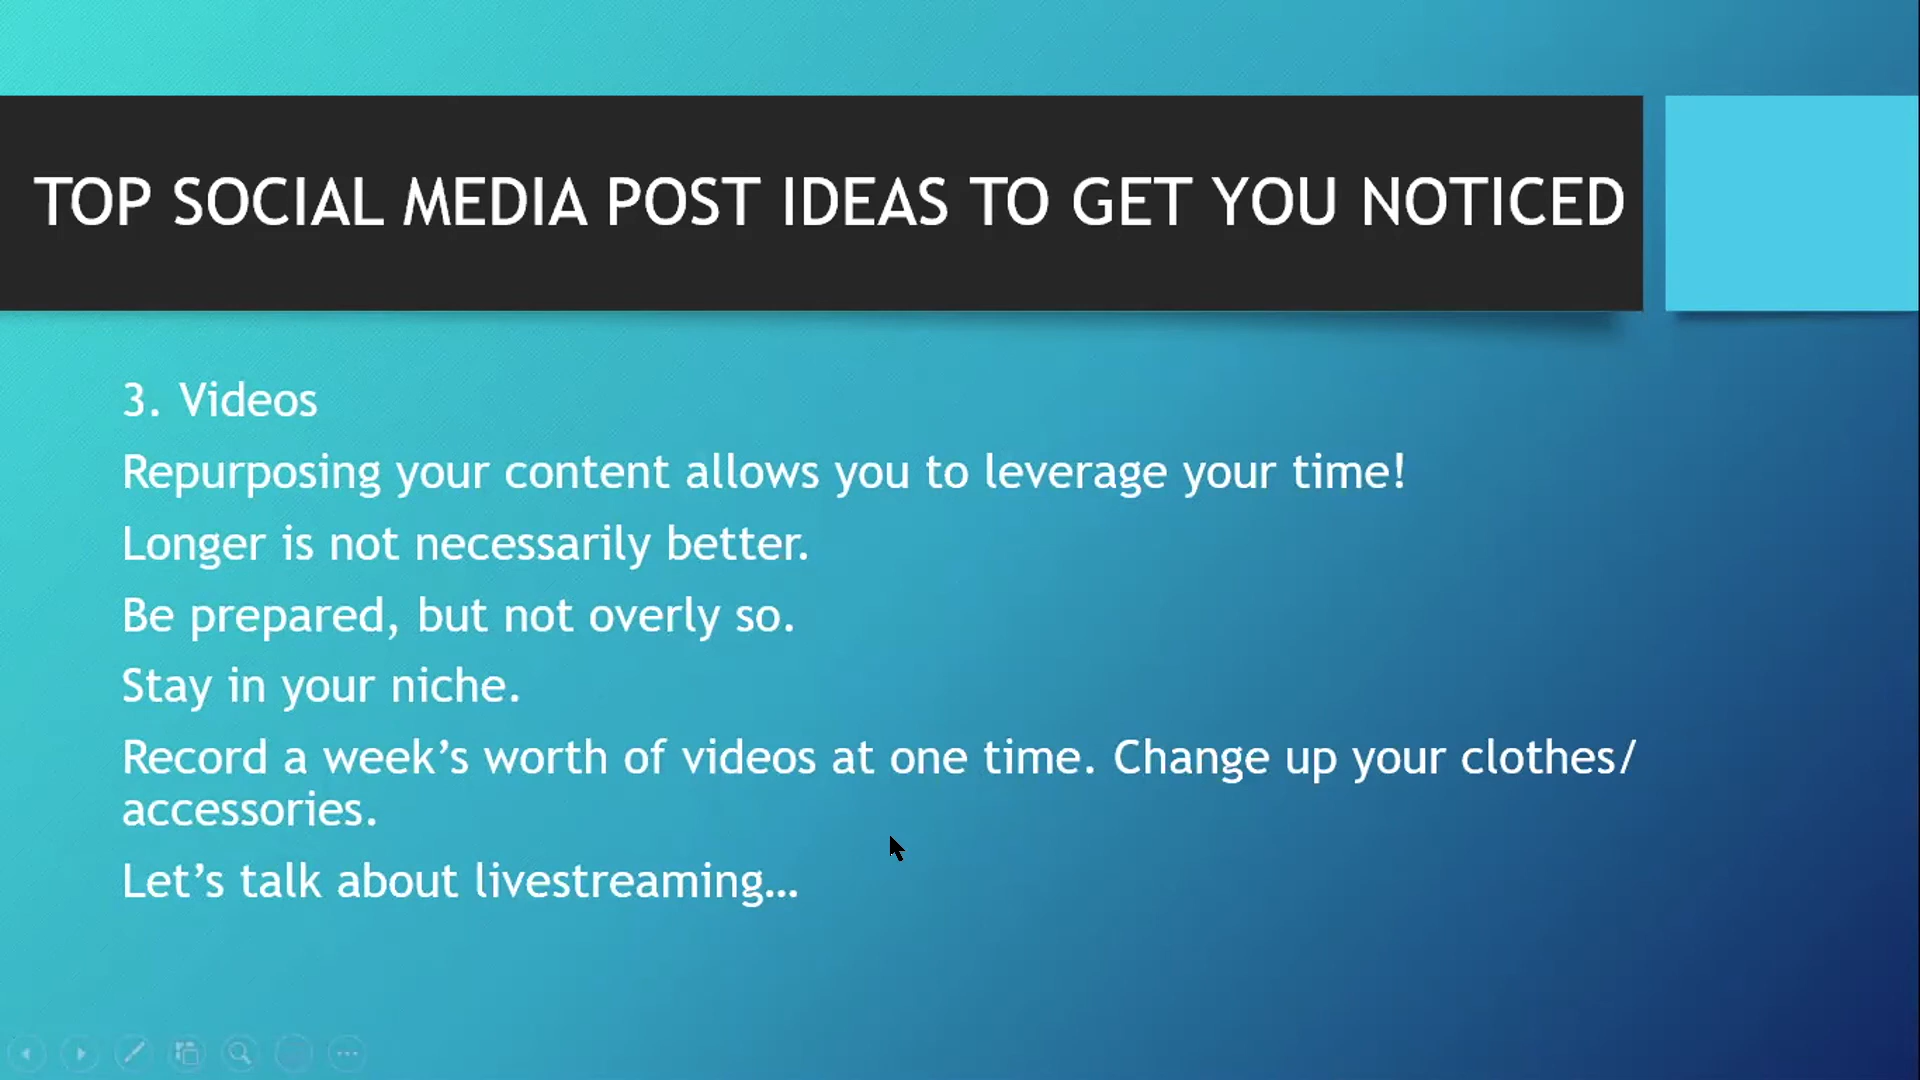 TOP SOCIAL MEDIA POST IDEAS TO GET YOU NOTICED
3. Videos
Repurposing your content allows you to leverage your time!
Longer is not necessarily better.
Be prepared, but not overly so.
Stay in your niche.
Record a week’s worth of videos at one time. Change up your clothes/
accessories.
Let’s talk about livestreaming…